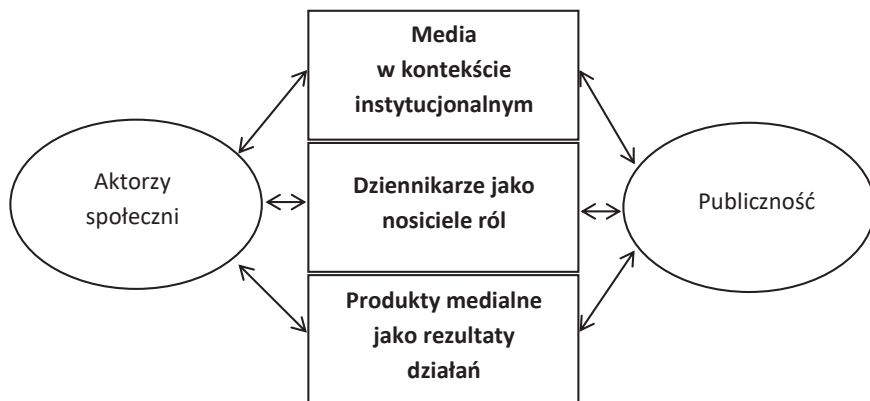 Media
w kontekście
instytucjonalnym
Aktorzy
społeczni
Dziennikarze jako
nosiciele ról
Publiczność
Produkty medialne
jako rezultaty
działań